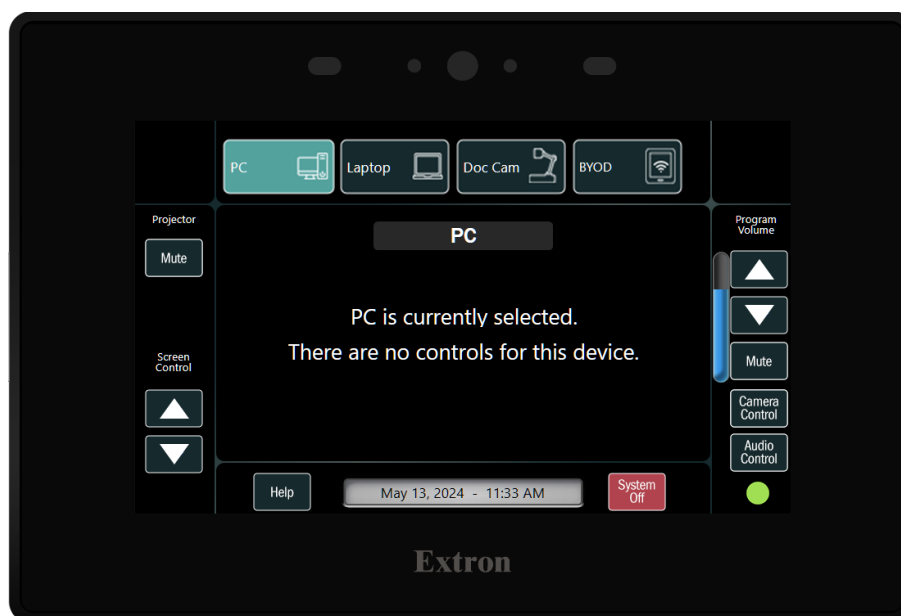 PC
Laptop
Doc Cam
BYOD
Projector
Mute
Screen
Control
PC
PC is currently selected.
There are no controls for this device.
Program
Volume
Mute
Camera
Control
Audio
Control
Help
May 13, 2024 - 11:33 AM
System
Off
Extron